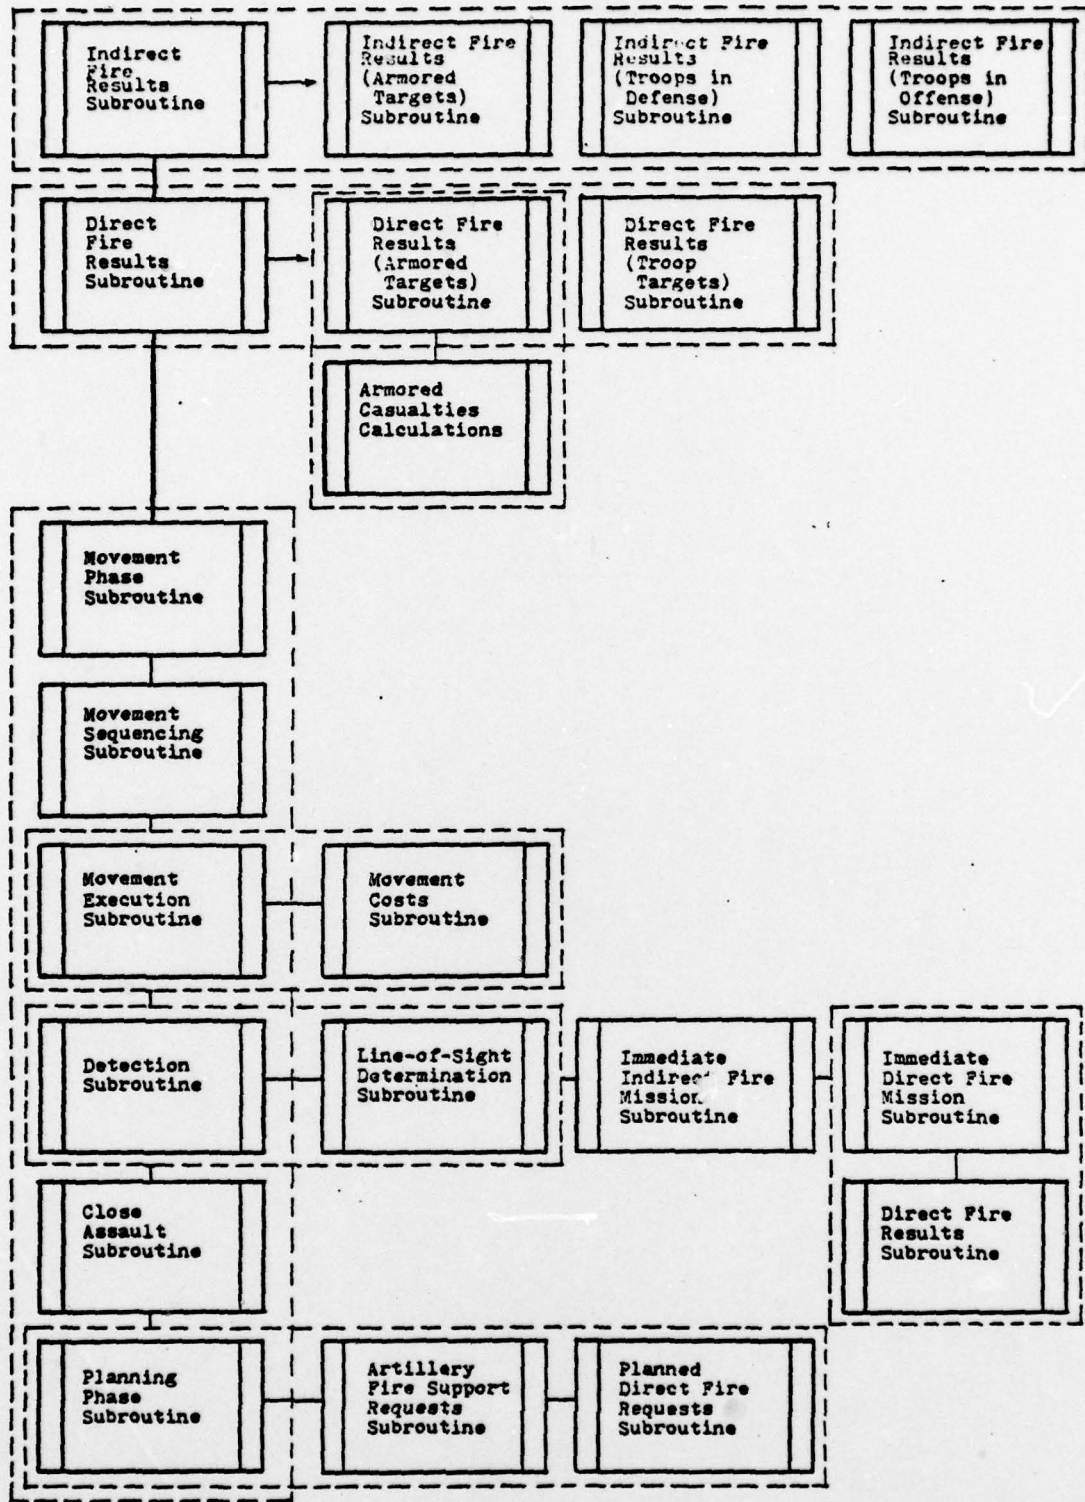 Indirect
Fire
Results
Subroutine
Indirect Fire
Results
(Armored
Targets)
Subroutine
Indirect Fire
Results
(Troops in
Defense)
Subroutine
Indirect Fire
Results
(Troops in
Offense)
Subroutine
Direct
Fire
Results
Subroutine
Direct Fire
Results
(Armored
Targets)
Subroutine
Direct Fire
Results
(Troop
Targets)
Subroutine
Armored
Casualties
Calculations
Movement
Phase
Subroutine
Movement
Sequencing
Subroutine
Movement
Execution
Subroutine
Movement
Costs
Subroutine
Detection
Subroutine
Line-of-Sight
Determination
Subroutine
Immediate
Indirect Fire
Mission
Subroutine
Immediate
Direct Fire
Mission
Subroutine
Close
Assault
Subroutine
Direct Fire
Results
Subroutine
Planning
Phase
Subroutine
Artillery
Fire Support
Requests
Subroutine
Planned
Direct Fire
Requests
Subroutine